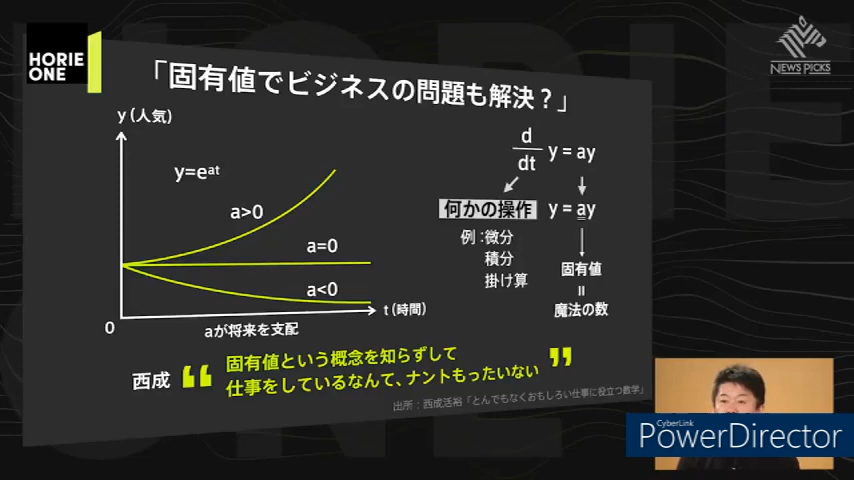 HORIE
ONE
NEWS PICKS
「固有値でビジネスの問題も解決？」
y(人気)
y=eat
a>0
a=0
a<0
0
t(時間)
aが将来を支配
d
dt
y = ay
何かの操作
y = ay
例：微分
積分
掛け算
固有値
=
魔法の数
西成
“
固有値という概念を知らずして
仕事をしているなんて、ナントもったいない
”
出所：西成活裕「とんでもなくおもしろい仕事に役立つ数学」
CyberLink
PowerDirector